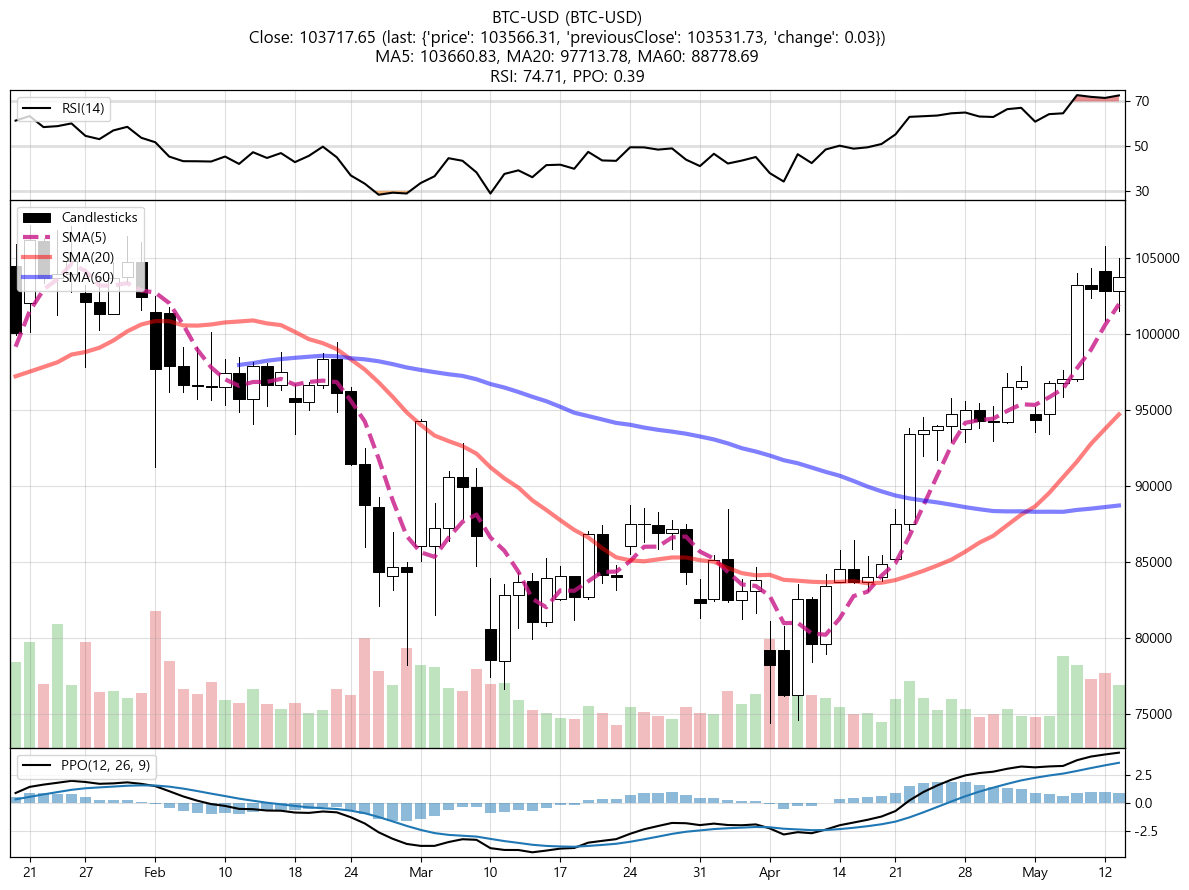 BTC-USD (BTC-USD)
Close: 103717.65 (last: {'price': 103566.31, 'previousClose': 103531.73, 'change': 0.03})
MA5: 103660.83, MA20: 97713.78, MA60: 88778.69
RSI: 74.71, PPO: 0.39
RSI(14)
70
50
30
Candlesticks
SMA(5)
SMA(20)
SMA(60)
105000
100000
95000
90000
85000
80000
75000
PPO(12, 26, 9)
2.5
0.0
-2.5
21 27 Feb 10 18 24 Mar 10 17 24 31 Apr 14 21 28 May 12